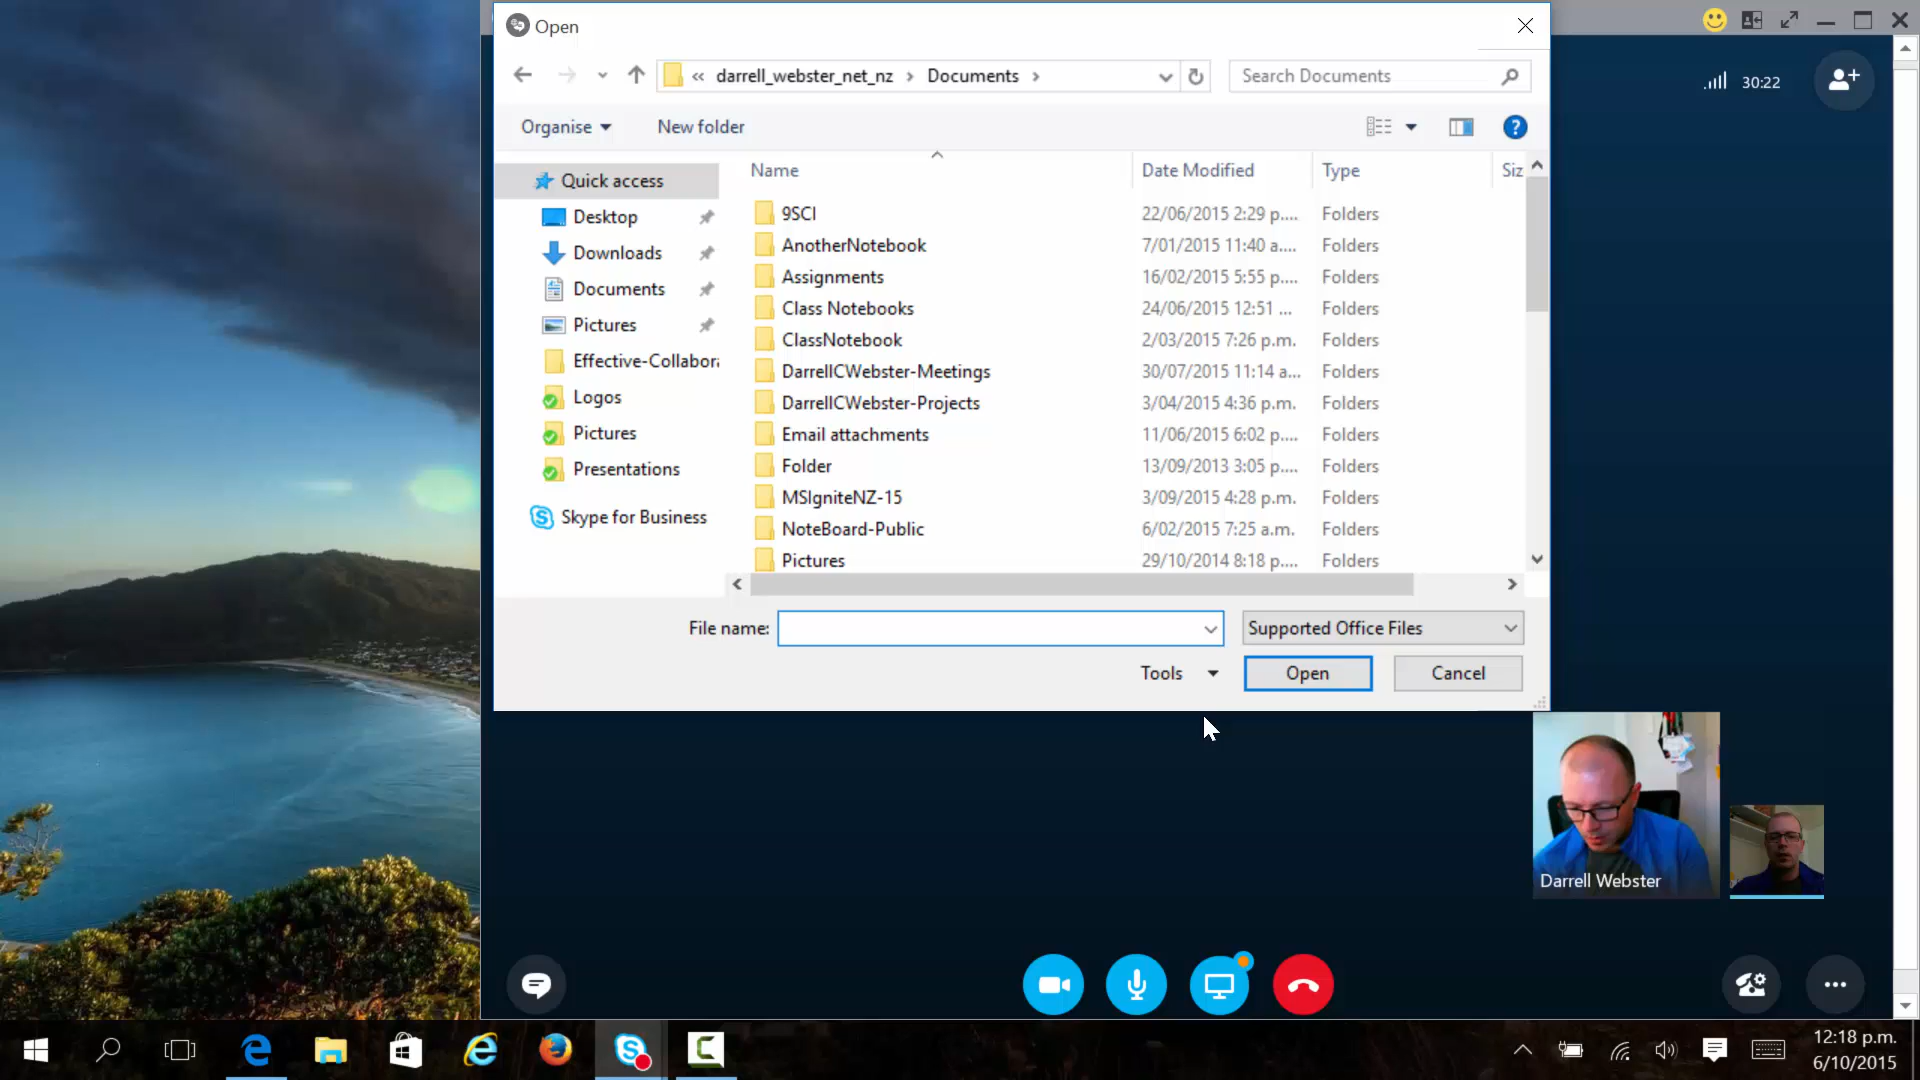 Open
« darrell_webster_net_nz > Documents >
Search Documents
30:22
Organise
New folder
Name
Date Modified
Type
Siz
Quick access
Desktop
Downloads
Documents
Pictures
Effective-Collabora
Logos
Pictures
Presentations
Skype for Business
9SCI 22/06/2015 2:29 p.... Folders
AnotherNotebook 7/01/2015 11:40 a.... Folders
Assignments 16/02/2015 5:55 p.... Folders
Class Notebooks 24/06/2015 12:51 ... Folders
ClassNotebook 2/03/2015 7:26 p.m. Folders
DarrellCWebster-Meetings 30/07/2015 11:14 a... Folders
DarrellCWebster-Projects 3/04/2015 4:36 p.m. Folders
Email attachments 11/06/2015 6:02 p.... Folders
Folder 13/09/2013 3:05 p.... Folders
MSIgniteNZ-15 3/09/2015 4:28 p.m. Folders
NoteBoard-Public 6/02/2015 7:25 a.m. Folders
Pictures 29/10/2014 8:18 p.... Folders
File name:
Supported Office Files
Tools
Open
Cancel
Darrell Webster
12:18 p.m.
6/10/2015